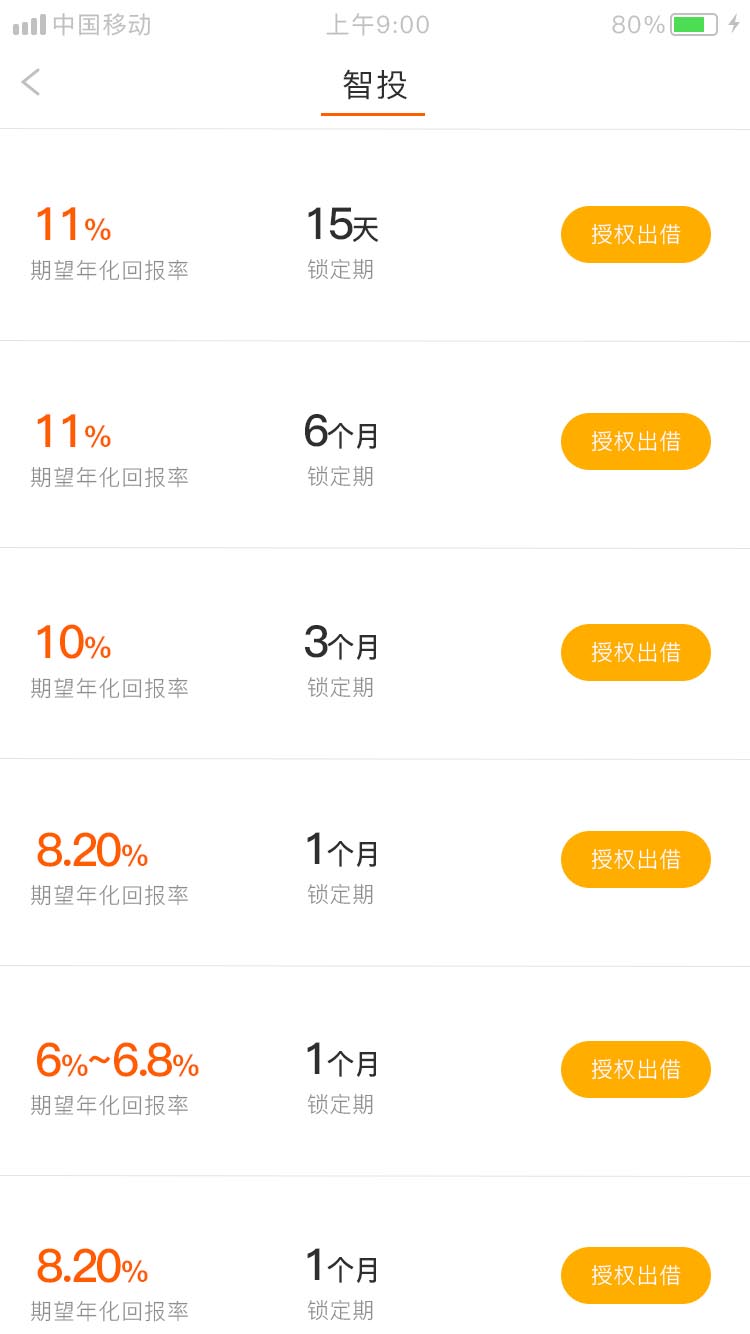 中国移动 上午9:00 80%
智投
11% 15天 授权出借
期望年化回报率 锁定期
11% 6个月 授权出借
期望年化回报率 锁定期
10% 3个月 授权出借
期望年化回报率 锁定期
8.20% 1个月 授权出借
期望年化回报率 锁定期
6%~6.8% 1个月 授权出借
期望年化回报率 锁定期
8.20% 1个月 授权出借
期望年化回报率 锁定期